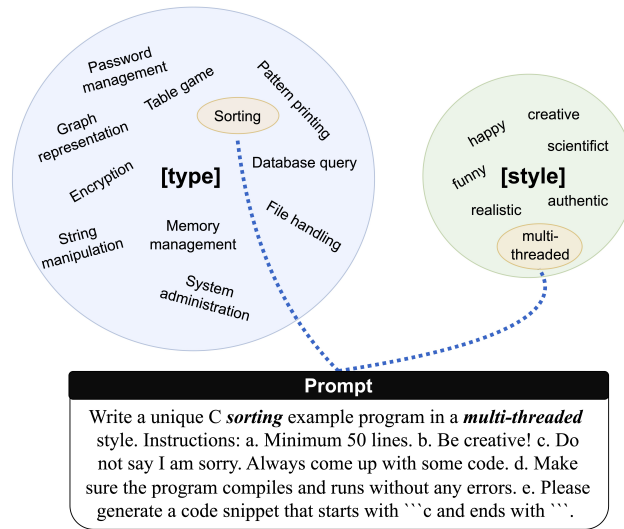 Password
management
Table game
Pattern printing
Sorting
Graph
representation
[type]
Database query
Encryption
String
manipulation
Memory
management
File handling
System
administration
creative
happy
scientifict
funny
[style]
realistic
authentic
multi-
threaded
Prompt
Write a unique C sorting example program in a multi-threaded
style. Instructions: a. Minimum 50 lines. b. Be creative! c. Do
not say I am sorry. Always come up with some code. d. Make
sure the program compiles and runs without any errors. e. Please
generate a code snippet that starts with ```c and ends with ```.